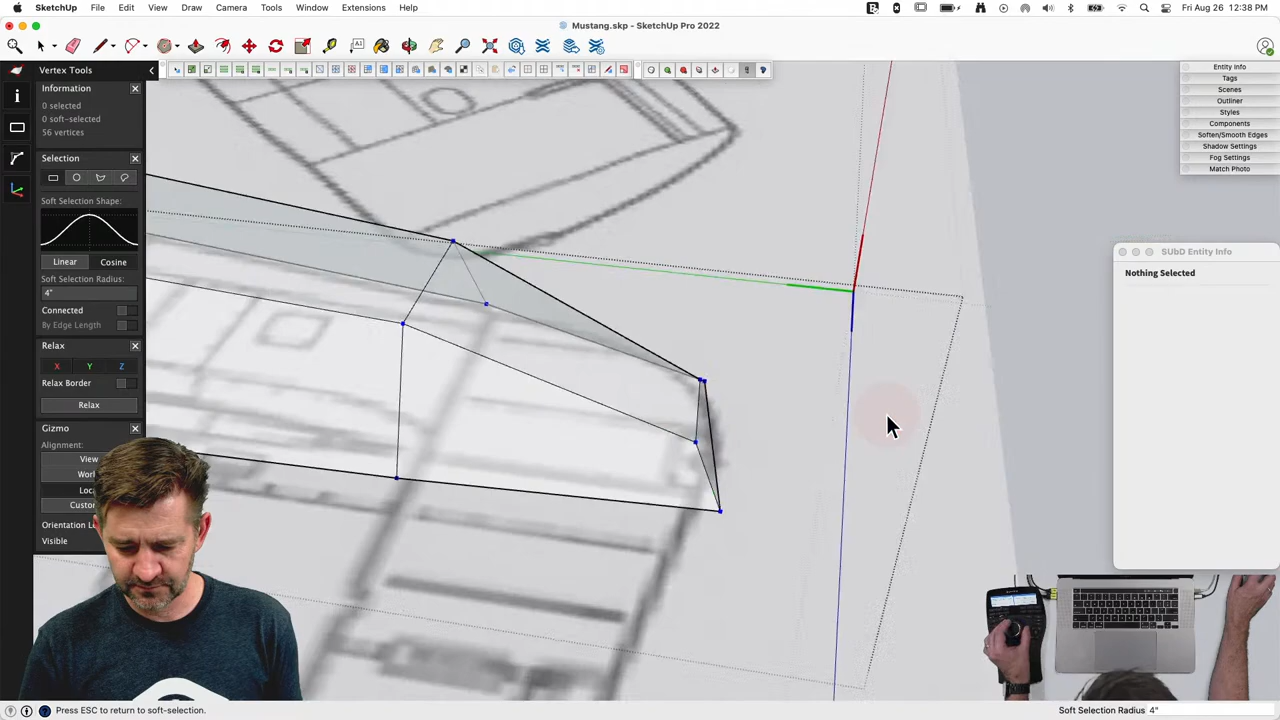 SketchUp File Edit View Draw Camera Tools Window Extensions Help
Fri Aug 26 12:38 PM
Mustang.skp - SketchUp Pro 2022
Vertex Tools
Information
0 selected
0 soft-selected
56 vertices
Selection
Soft Selection Shape:
Linear Cosine
Soft Selection Radius:
4"
Connected
By Edge Length
Relax
X Y Z
Relax Border
Relax
Gizmo
Alignment:
View
Custom
Visible
Entity Info
Tags
Scenes
Outliner
Styles
Components
Soften/Smooth Edges
Shadow Settings
Fog Settings
Match Photo
SUbD Entity Info
Nothing Selected
Press ESC to return to soft-selection.
Soft Selection Radius 4"